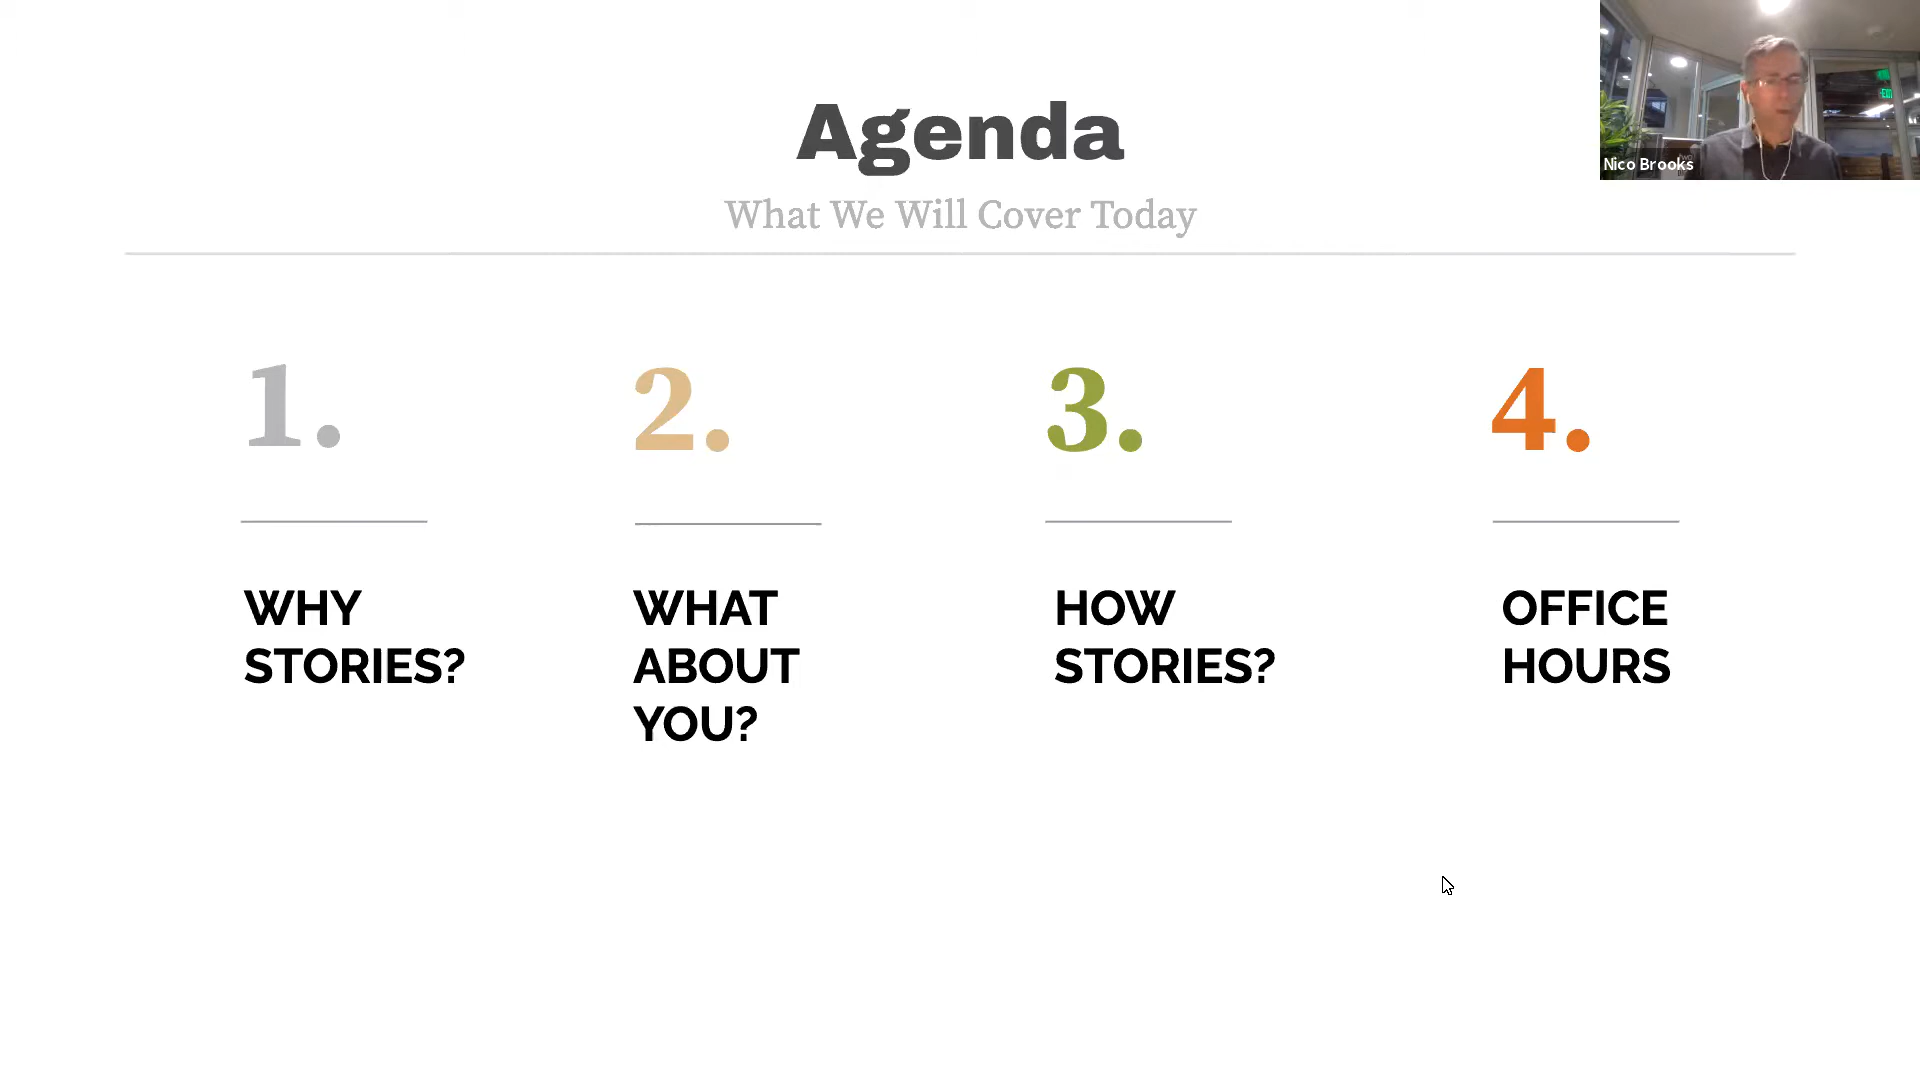 Agenda
What We Will Cover Today
Nico Brooks
EXIT
1.
2.
3.
4.
WHY
STORIES?
WHAT
ABOUT
YOU?
HOW
STORIES?
OFFICE
HOURS